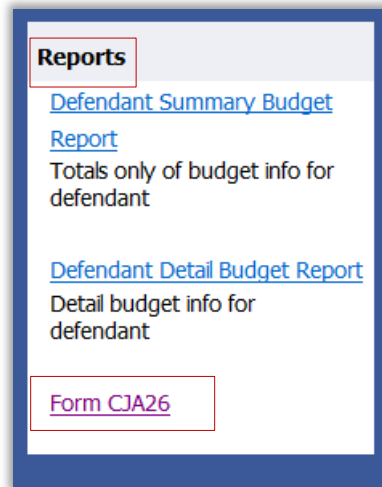 Reports
Defendant Summary Budget
Report
Totals only of budget info for
defendant
Defendant Detail Budget Report
Detail budget info for
defendant
Form CJA26